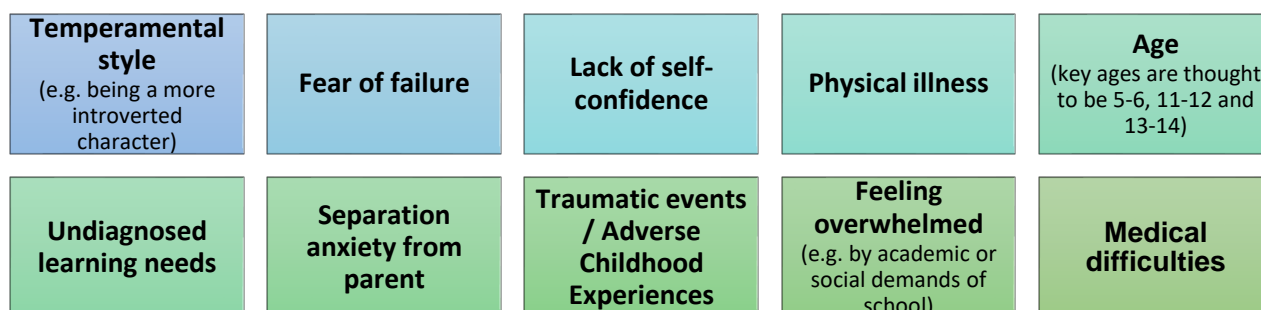 Temperamental
style
(e.g. being a more
introverted
character)
Fear of failure
Lack of self-
confidence
Physical illness
Age
(key ages are thought
to be 5-6, 11-12 and
13-14)
Undiagnosed
learning needs
Separation
anxiety from
parent
Traumatic events
/ Adverse
Childhood
Experiences
Feeling
overwhelmed
(e.g. by academic or
social demands of
school)
Medical
difficulties